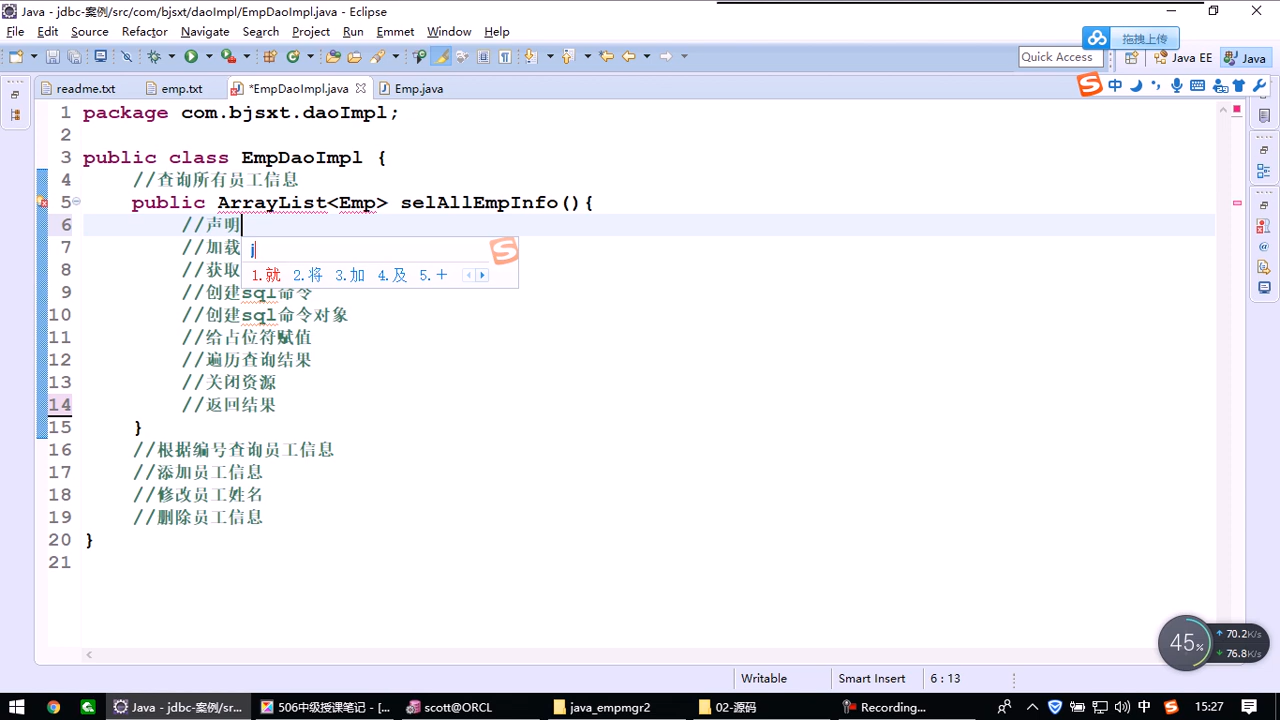 Java - jdbc-案例/src/com/bjsxt/daoImpl/EmpDaoImpl.java - Eclipse
File Edit Source Refactor Navigate Search Project Run Emmet Window Help
拖拽上传
Quick Access Java EE Java
readme.txt emp.txt *EmpDaoImpl.java Emp.java
中
1 package com.bjsxt.daoImpl;
2
3 public class EmpDaoImpl {
4 //查询所有员工信息
5 public ArrayList<Emp> selAllEmpInfo(){
6 //声明
7 //加载
j
8 //获取
1.就 2.将 3.加 4.及 5.十
9 //创建sql命令
10 //创建sql命令对象
11 //给占位符赋值
12 //遍历查询结果
13 //关闭资源
14 //返回结果
15 }
16 //根据编号查询员工信息
17 //添加员工信息
18 //修改员工姓名
19 //删除员工信息
20 }
21
45% 70.2K/s
76.8K/s
Writable Smart Insert 6 : 13
Java - jdbc-案例/sr... 506中级授课笔记 - [... scott@ORCL java_empmgr2 02-源码 Recording... 中 15:27